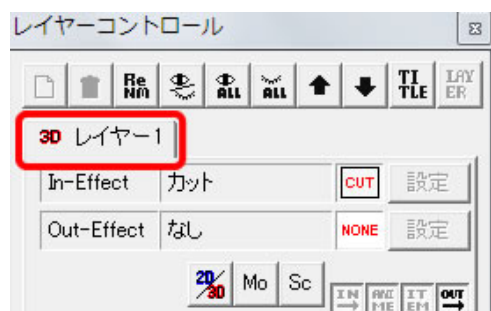 レイヤーコントロール
Re NM ALL ALL TI TLE LAY ER
3D レイヤー1
In-Effect カット CUT 設定
Out-Effect なし NONE 設定
2D/3D Mo Sc IN ANI ME IT EM OUT